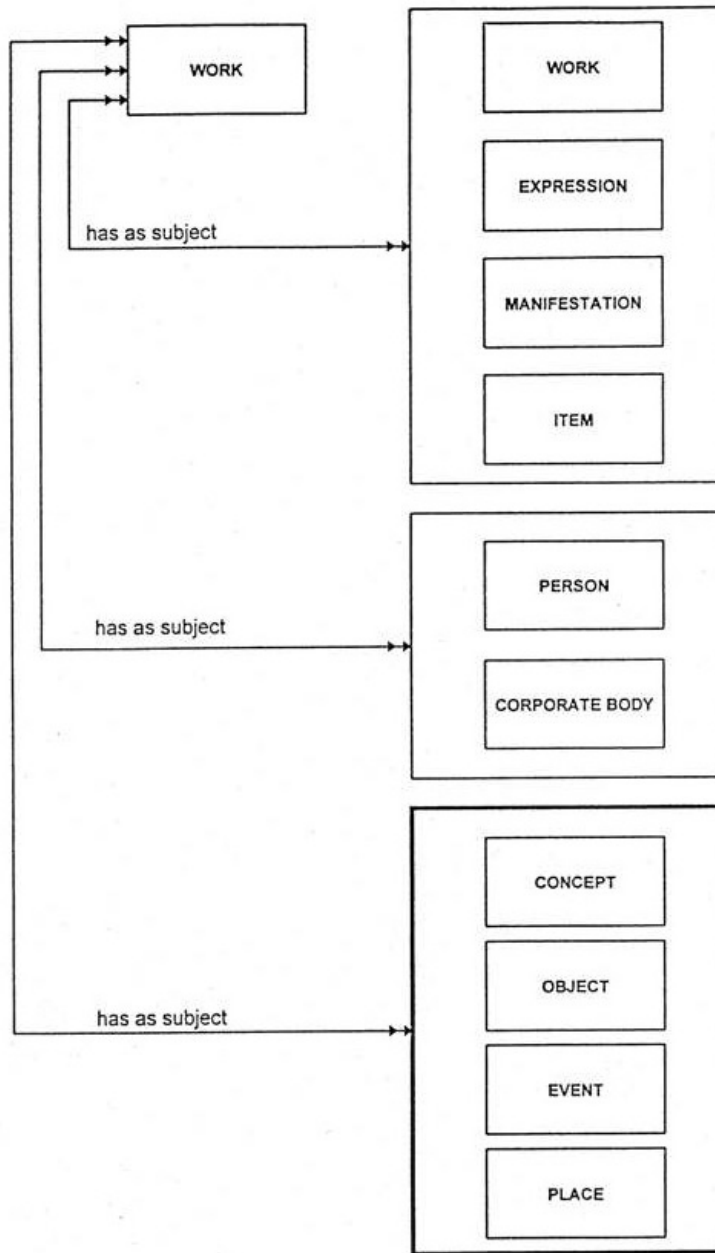 WORK
WORK
EXPRESSION
has as subject
MANIFESTATION
ITEM
PERSON
has as subject
CORPORATE BODY
CONCEPT
OBJECT
has as subject
EVENT
PLACE